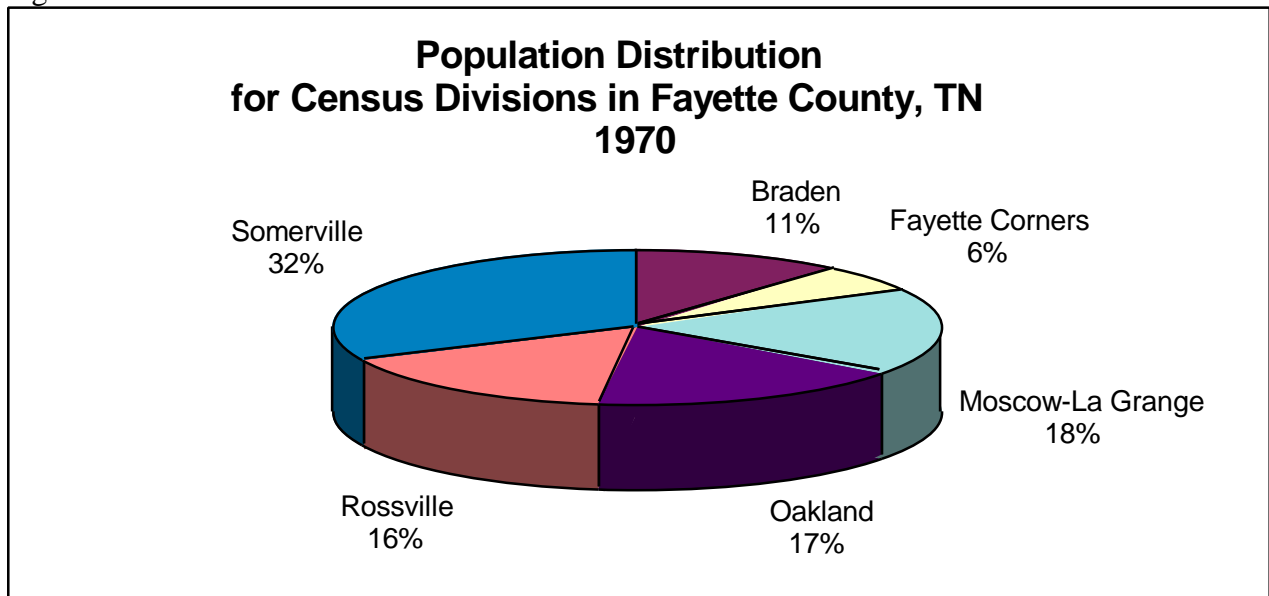 Population Distribution
for Census Divisions in Fayette County, TN
1970
Braden
11%
Fayette Corners
6%
Somerville
32%
Moscow-La Grange
18%
Rossville
16%
Oakland
17%